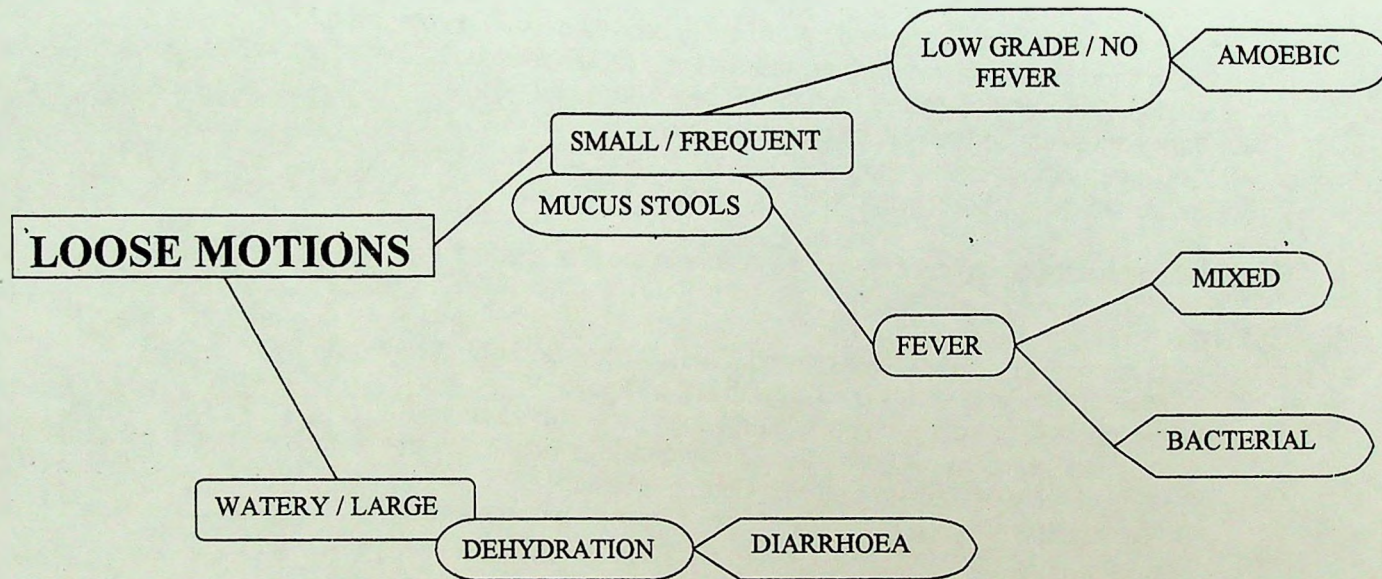 LOW GRADE / NO
FEVER
AMOEBIC
SMALL / FREQUENT
MUCUS STOOLS
LOOSE MOTIONS
MIXED
FEVER
BACTERIAL
WATERY / LARGE
DEHYDRATION
DIARRHOEA